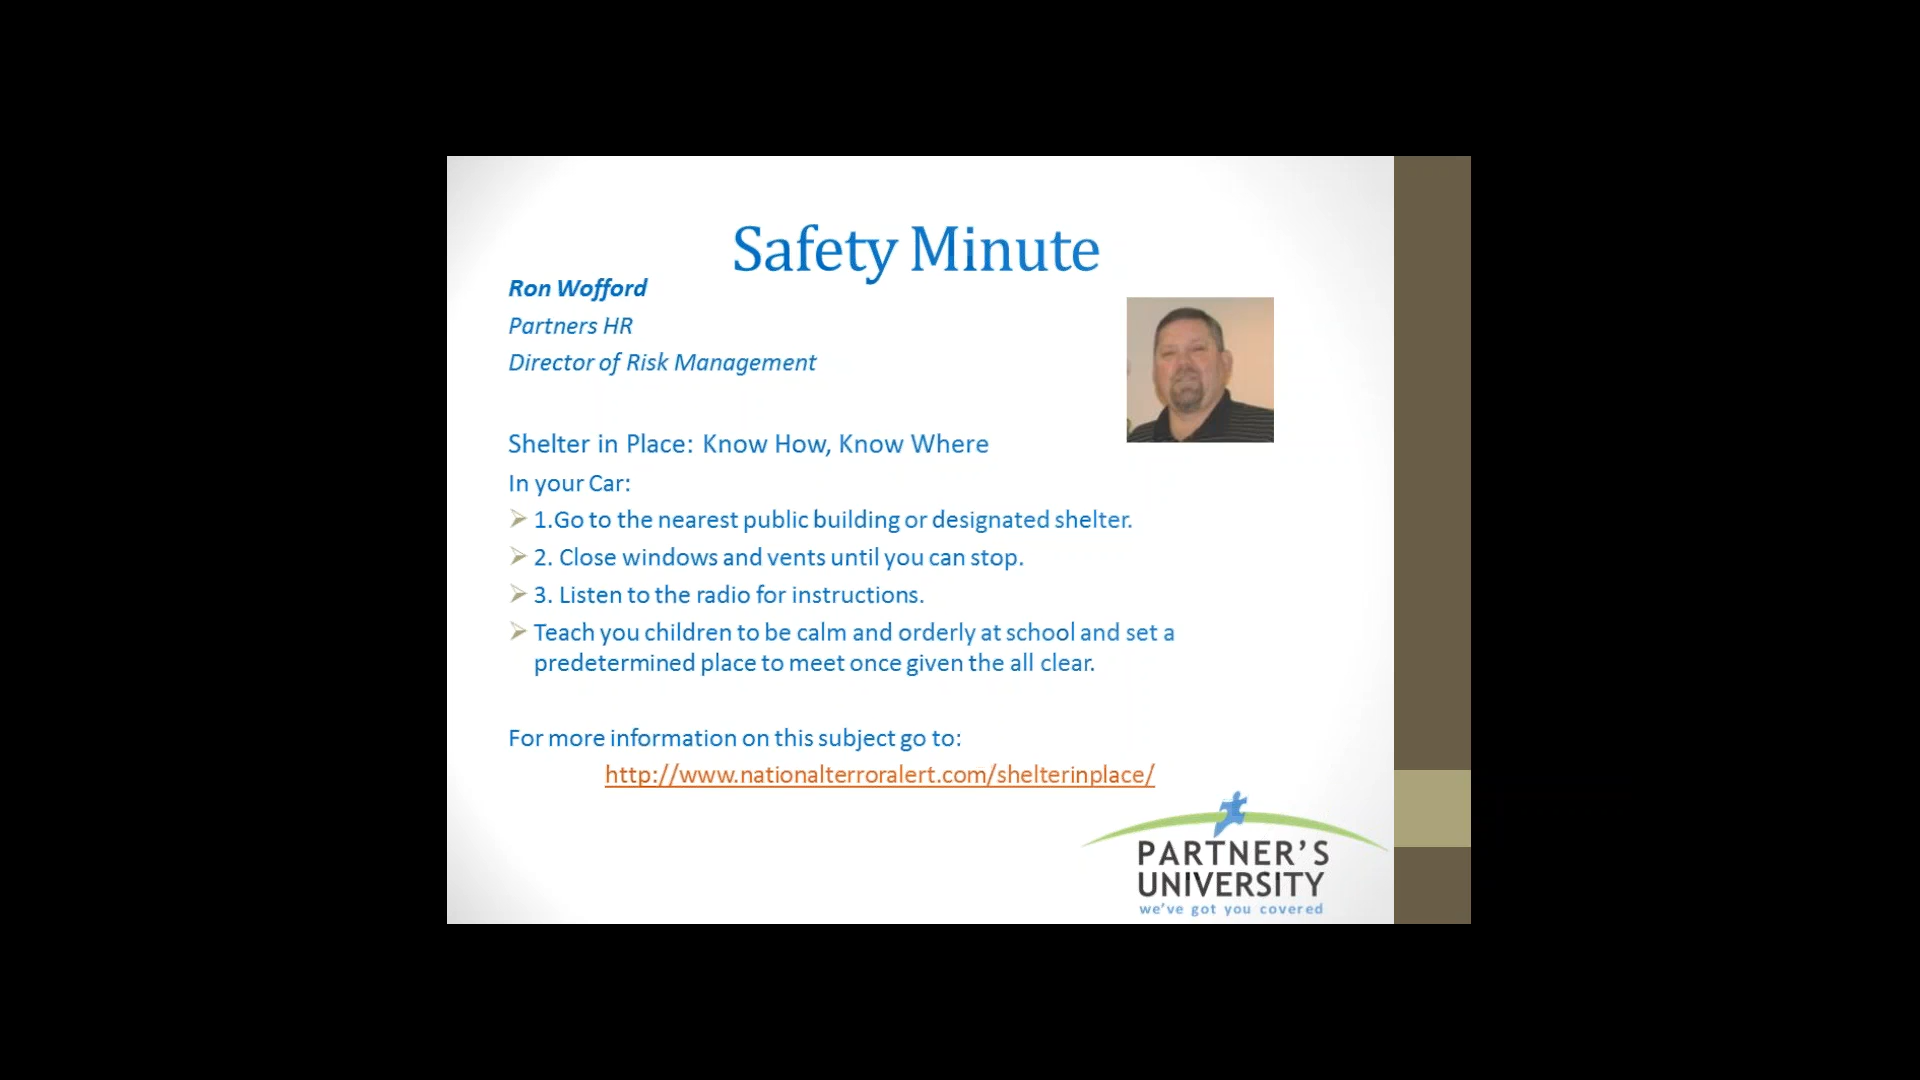 Safety Minute
Ron Wofford
Partners HR
Director of Risk Management
Shelter in Place: Know How, Know Where
In your Car:
1.Go to the nearest public building or designated shelter.
2. Close windows and vents until you can stop.
3. Listen to the radio for instructions.
Teach you children to be calm and orderly at school and set a
predetermined place to meet once given the all clear.
For more information on this subject go to:
http://www.nationalterroralert.com/shelterinplace/
PARTNER'S
UNIVERSITY
we've got you covered